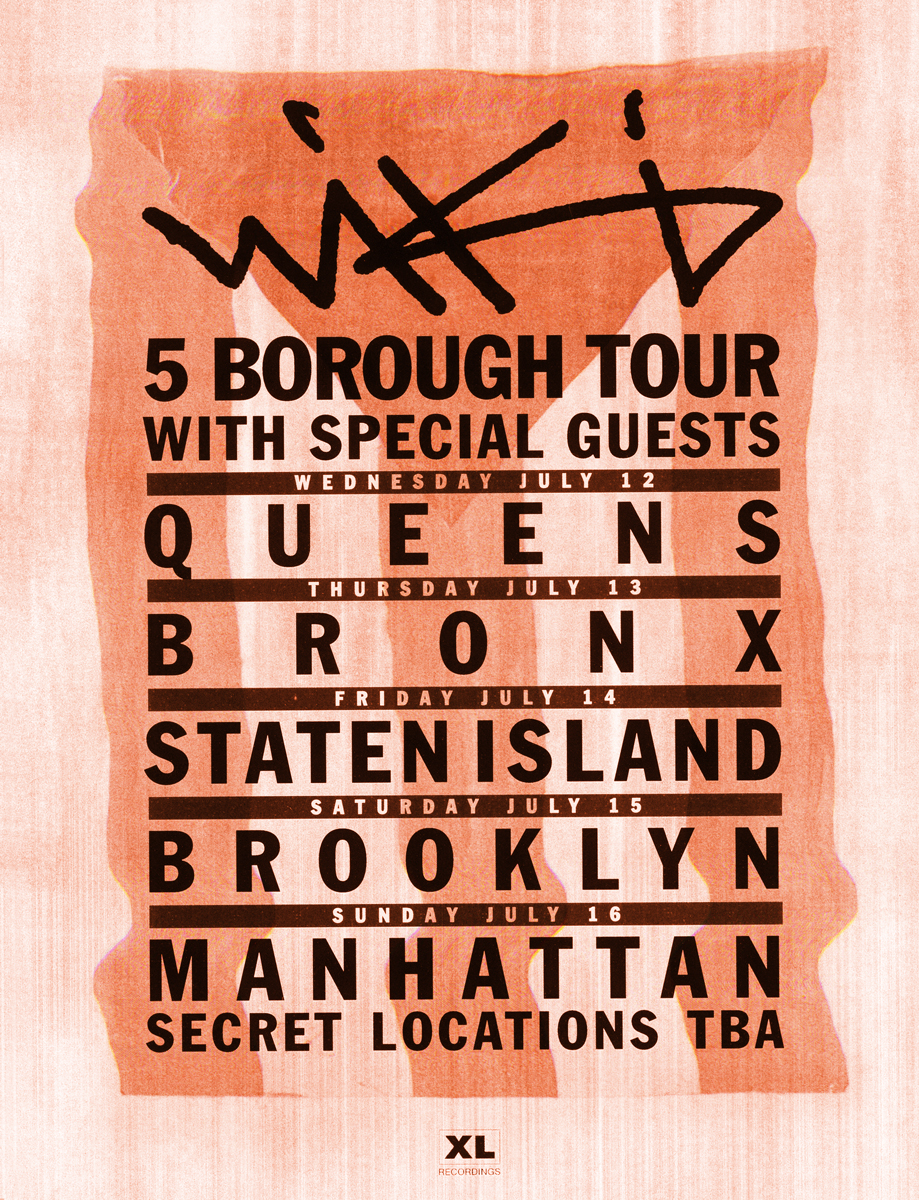 wiki
5 BOROUGH TOUR
WITH SPECIAL GUESTS
WEDNESDAY JULY 12
QUEENS
THURSDAY JULY 13
BRONX
FRIDAY JULY 14
STATEN ISLAND
SATURDAY JULY 15
BROOKLYN
SUNDAY JULY 16
MANHATTAN
SECRET LOCATIONS TBA
XL
RECORDINGS